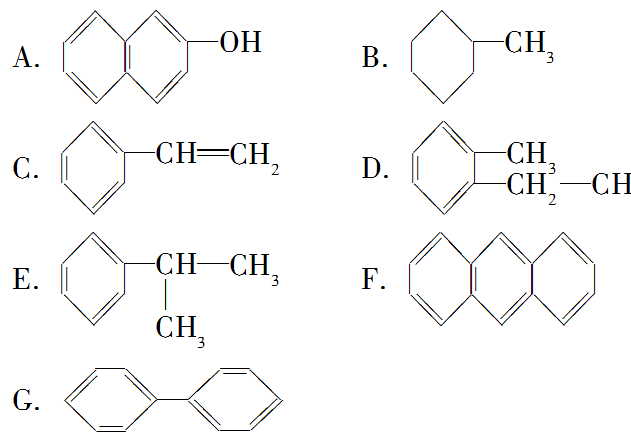 A. OH
B. CH₃
C. CH=CH₂
D. CH₃
CH₂—CH
E. CH—CH₃
CH₃
F.
G.